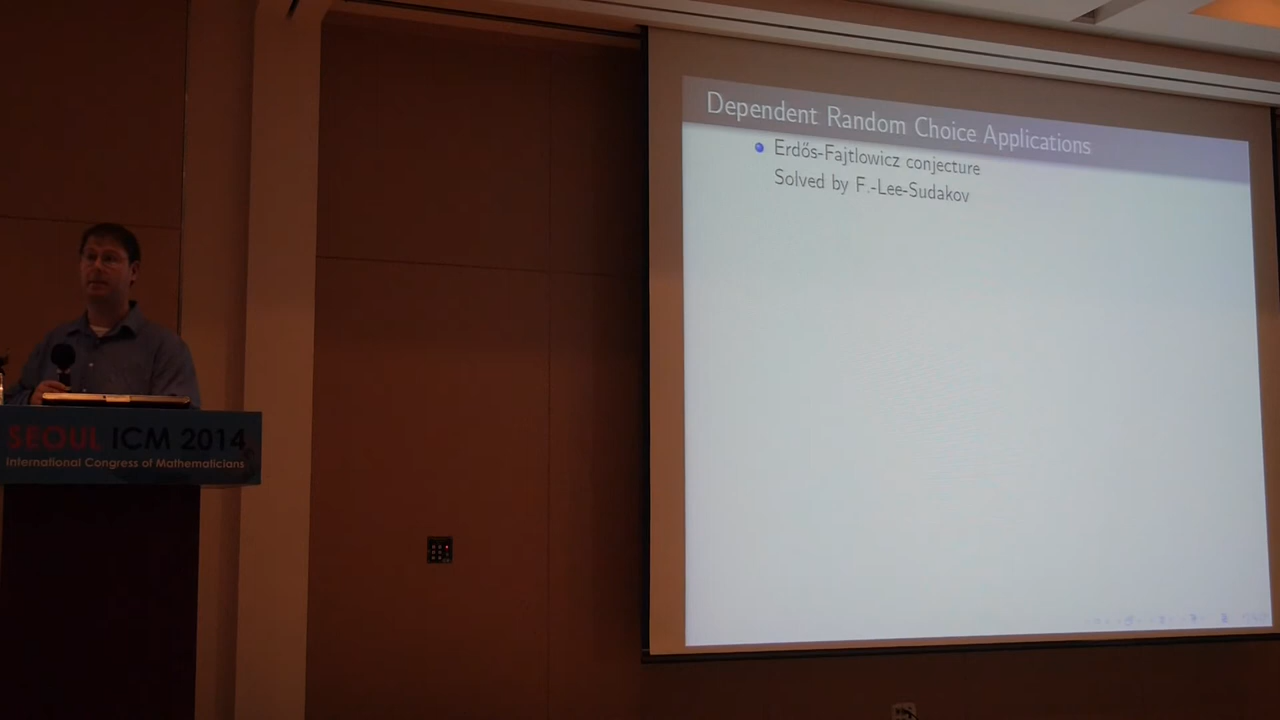 Dependent Random Choice Applications
Erdős-Fajtlowicz conjecture
Solved by F.-Lee-Sudakov
SEOUL ICM 2014
International Congress of Mathematicians